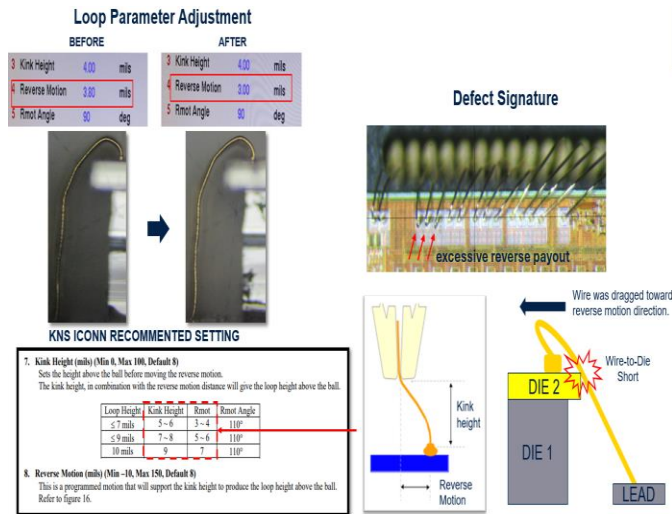 Loop Parameter Adjustment
BEFORE
AFTER
3 Kink Height 4.00 mils
4 Reverse Motion 3.80 mils
5 Rmot Angle 90 deg
3 Kink Height 4.00 mils
4 Reverse Motion 3.00 mils
5 Rmot Angle 90 deg
KNS ICONN RECOMMENTED SETTING
7. Kink Height (mils) (Min 0, Max 100, Default 8)
Sets the height above the ball before moving the reverse motion.
The kink height, in combination with the reverse motion distance will give the loop height above the ball.
Loop Height Kink Height Rmot Rmot Angle
≤ 7 mils 5 ~ 6 3 ~ 4 110°
≤ 9 mils 7 ~ 8 5 ~ 6 110°
10 mils 9 7 110°
8. Reverse Motion (mils) (Min –10, Max 150, Default 8)
This is a programmed motion that will support the kink height to produce the loop height above the ball.
Refer to figure 16.
Defect Signature
excessive reverse payout
Kink
height
Reverse
Motion
Wire was dragged toward
reverse motion direction.
Wire-to-Die
Short
DIE 2
DIE 1
LEAD